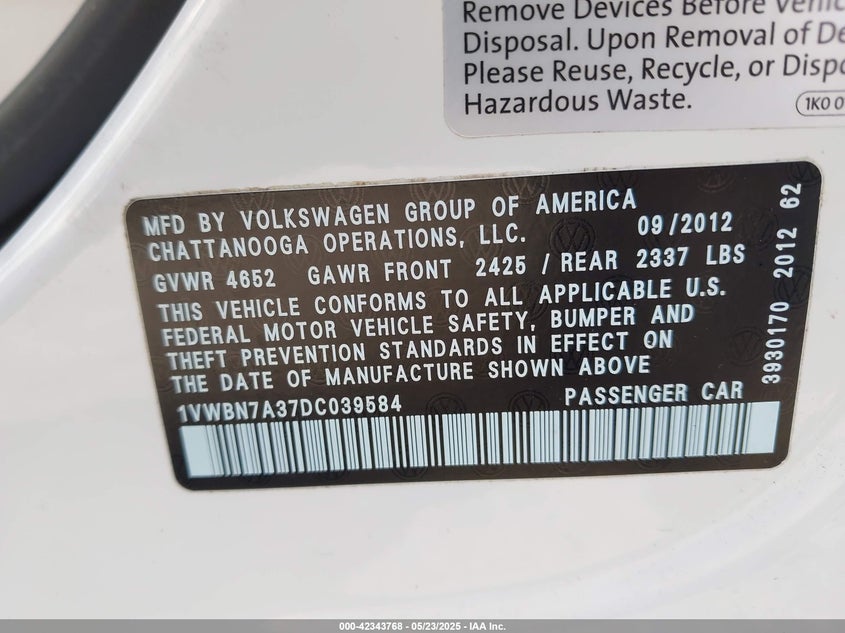 Remove Devices Before
Disposal. Upon Removal of
Please Reuse, Recycle, or
Hazardous Waste.
1K0 0
MFD BY VOLKSWAGEN GROUP OF AMERICA
CHATTANOOGA OPERATIONS, LLC. 09/2012
GVWR 4652 GAWR FRONT 2425 / REAR 2337 LBS
THIS VEHICLE CONFORMS TO ALL APPLICABLE U.S.
FEDERAL MOTOR VEHICLE SAFETY, BUMPER AND
THEFT PREVENTION STANDARDS IN EFFECT ON
THE DATE OF MANUFACTURE SHOWN ABOVE
1VWBN7A37DC039584 PASSENGER CAR
3930170 2012 62
000-42343768 - 05/23/2025 - IAA Inc.